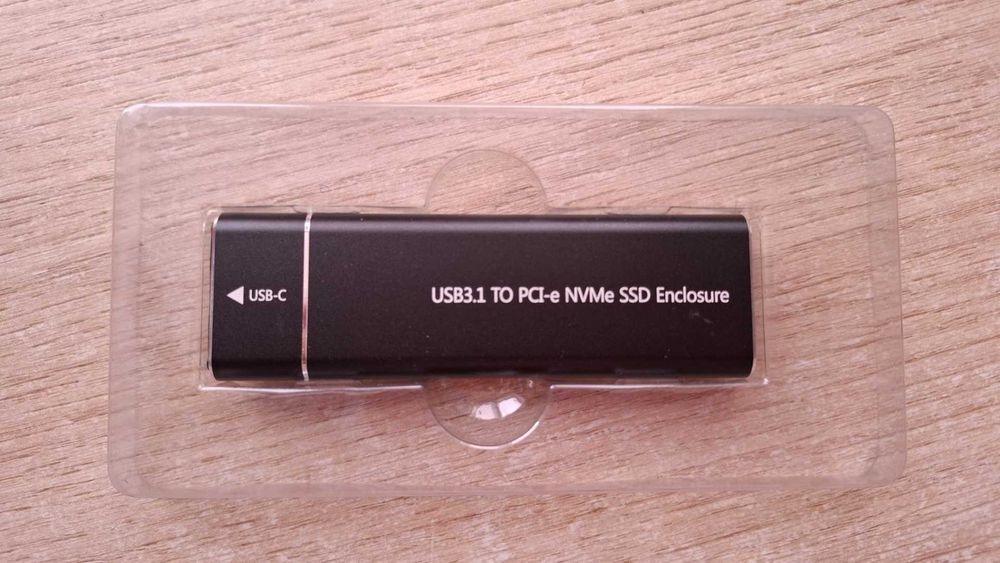 USB-C
USB3.1 TO PCI-e NVMe SSD Enclosure